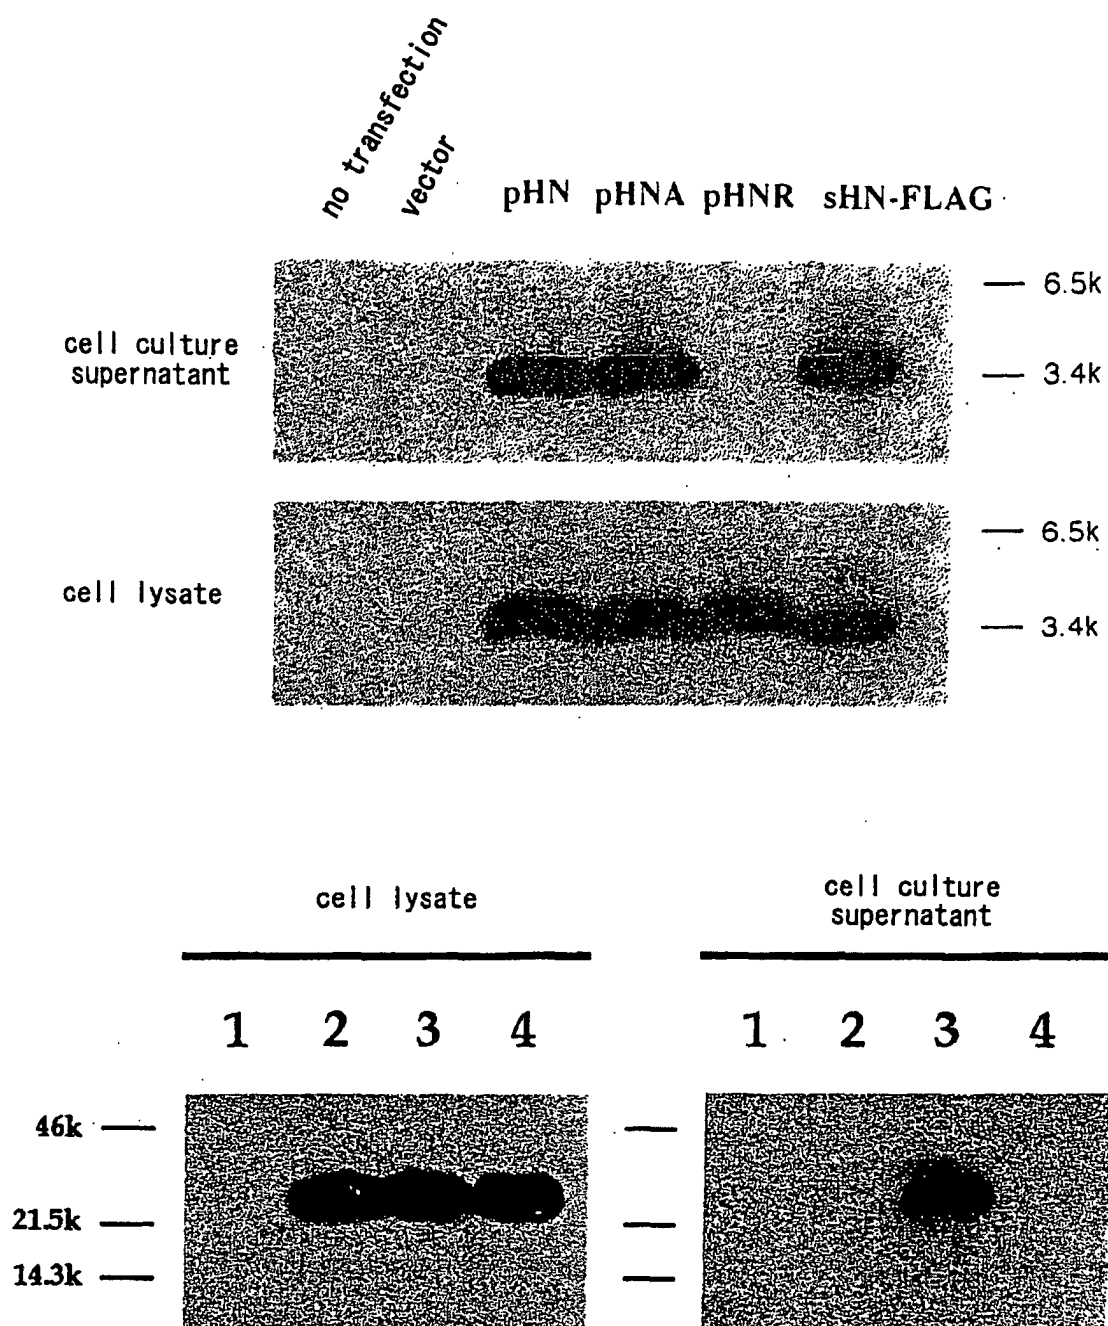 no transfection
vector
pHN pHNA pHNR sHN-FLAG
cell culture
supernatant
6.5k
3.4k
cell lysate
6.5k
3.4k
cell lysate
cell culture
supernatant
1 2 3 4
1 2 3 4
46k
21.5k
14.3k